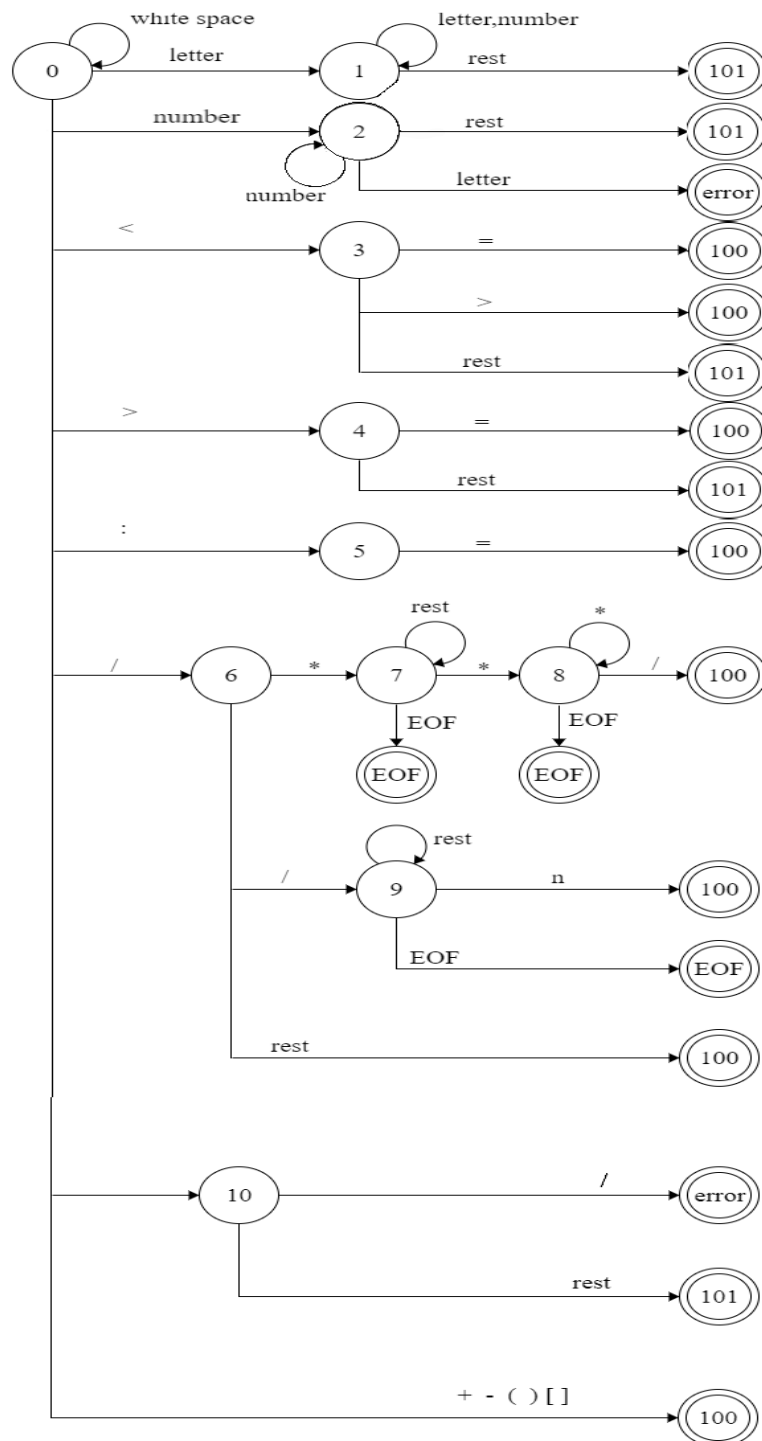 white space
letter,number
0 letter 1 rest 101
number 2 rest 101
number
letter error
< 3 = 100
> 100
rest 101
> 4 = 100
rest 101
: 5 = 100
rest *
/ 6 * 7 * 8 / 100
EOF EOF
EOF EOF
rest
/ 9 n 100
EOF EOF
rest 100
10 / error
rest 101
+ - ( ) [ ] 100